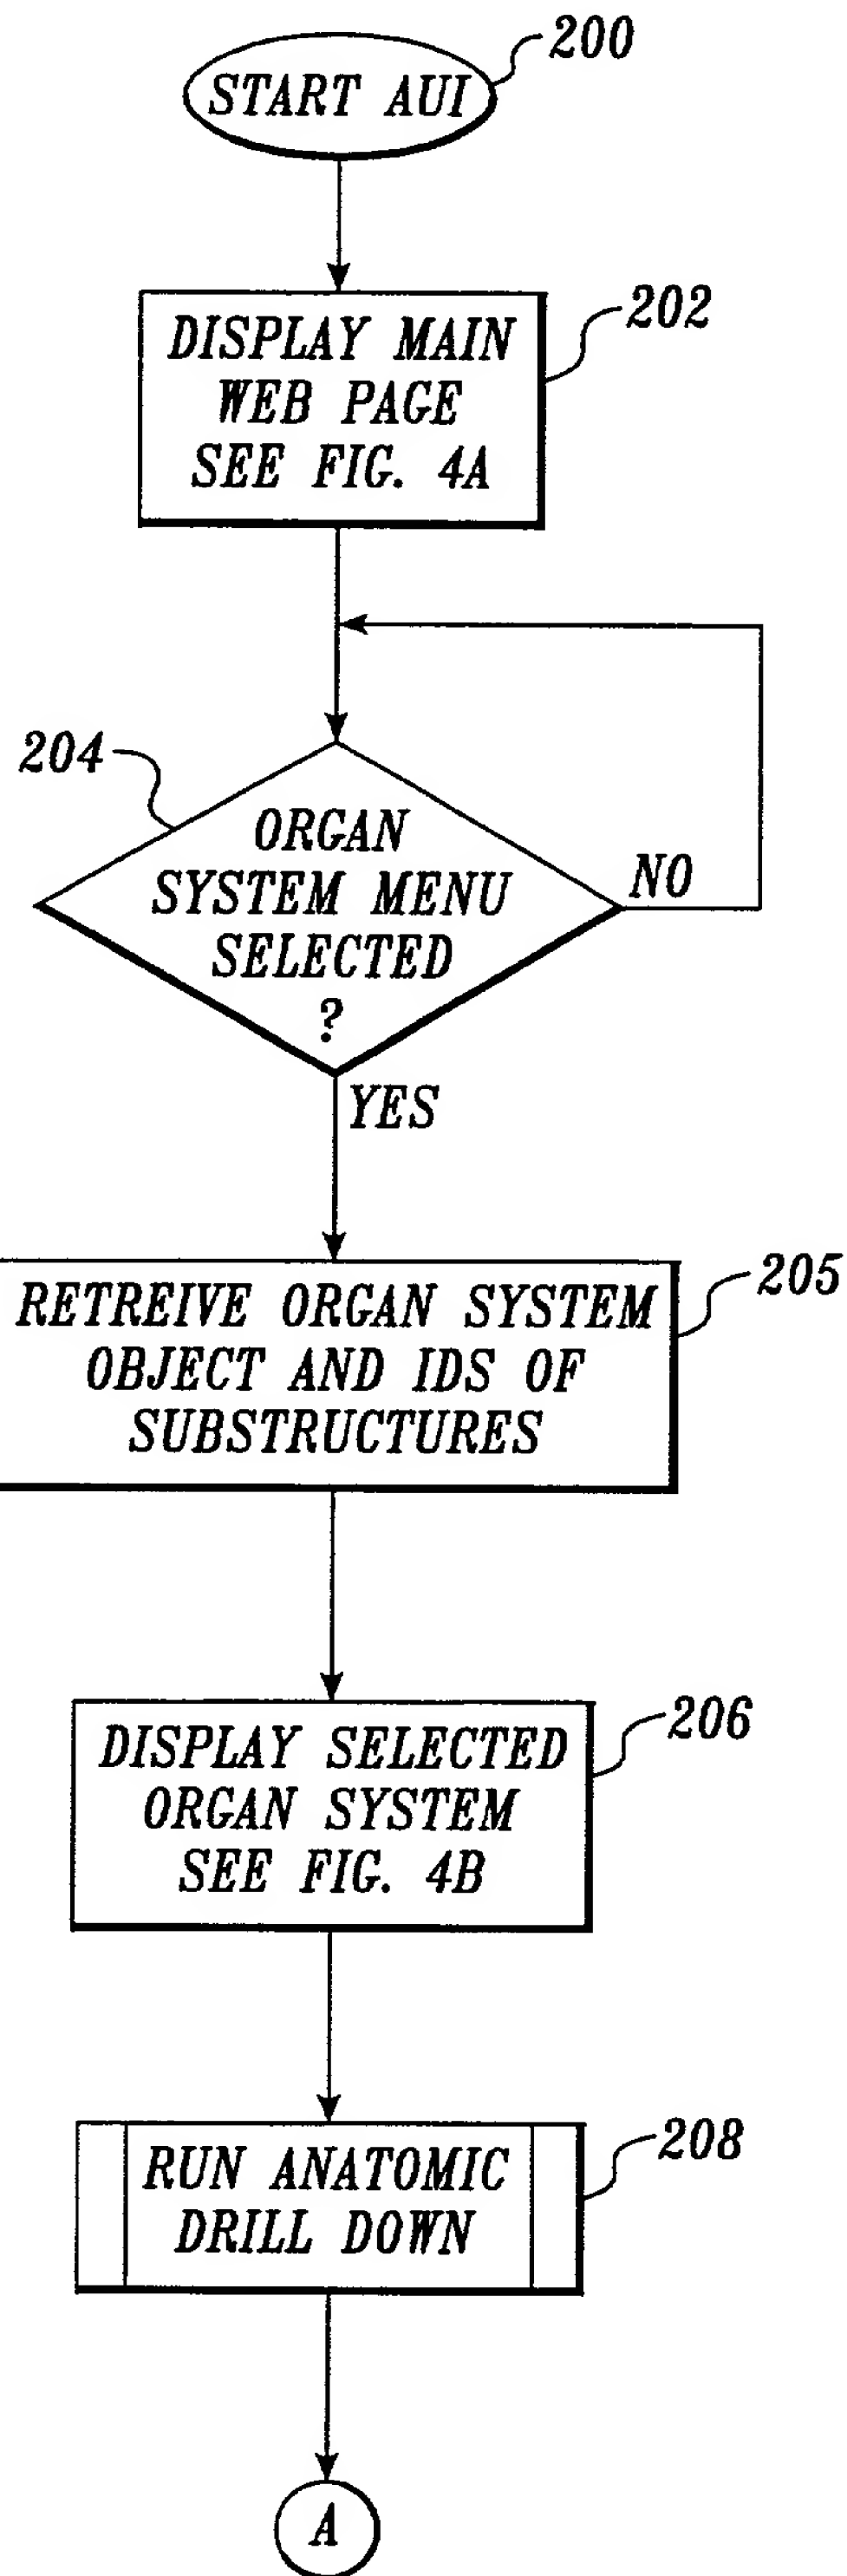 200
START AUI
202
DISPLAY MAIN
WEB PAGE
SEE FIG. 4A
204
ORGAN
SYSTEM MENU
SELECTED
?
NO
YES
205
RETREIVE ORGAN SYSTEM
OBJECT AND IDS OF
SUBSTRUCTURES
206
DISPLAY SELECTED
ORGAN SYSTEM
SEE FIG. 4B
208
RUN ANATOMIC
DRILL DOWN
A